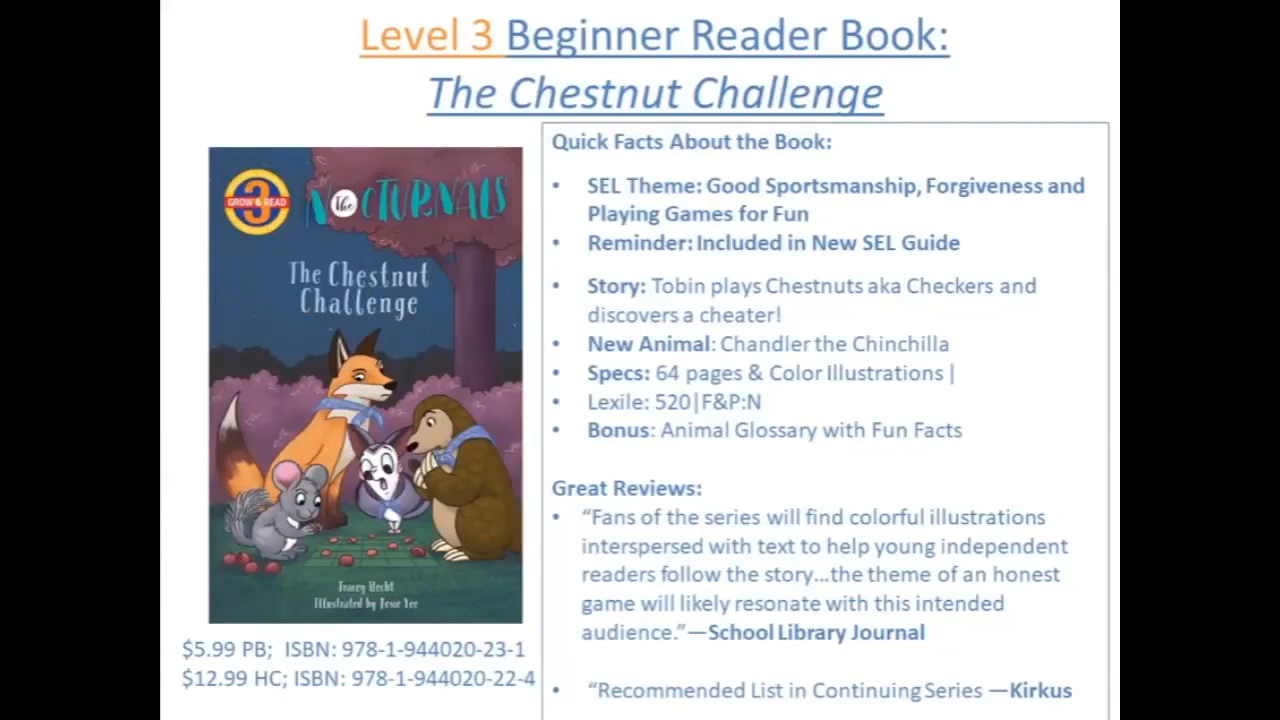 Level 3 Beginner Reader Book:
The Chestnut Challenge
3
GROW & READ
The NOCTURNALS
The Chestnut
Challenge
Tracey Hecht
Illustrated by Josie Yee
$5.99 PB;  ISBN: 978-1-944020-23-1
$12.99 HC; ISBN: 978-1-944020-22-4
Quick Facts About the Book:
• SEL Theme: Good Sportsmanship, Forgiveness and
Playing Games for Fun
• Reminder: Included in New SEL Guide
• Story: Tobin plays Chestnuts aka Checkers and
discovers a cheater!
• New Animal: Chandler the Chinchilla
• Specs: 64 pages & Color Illustrations |
• Lexile: 520|F&P:N
• Bonus: Animal Glossary with Fun Facts
Great Reviews:
• “Fans of the series will find colorful illustrations
interspersed with text to help young independent
readers follow the story…the theme of an honest
game will likely resonate with this intended
audience.”—School Library Journal
• “Recommended List in Continuing Series —Kirkus